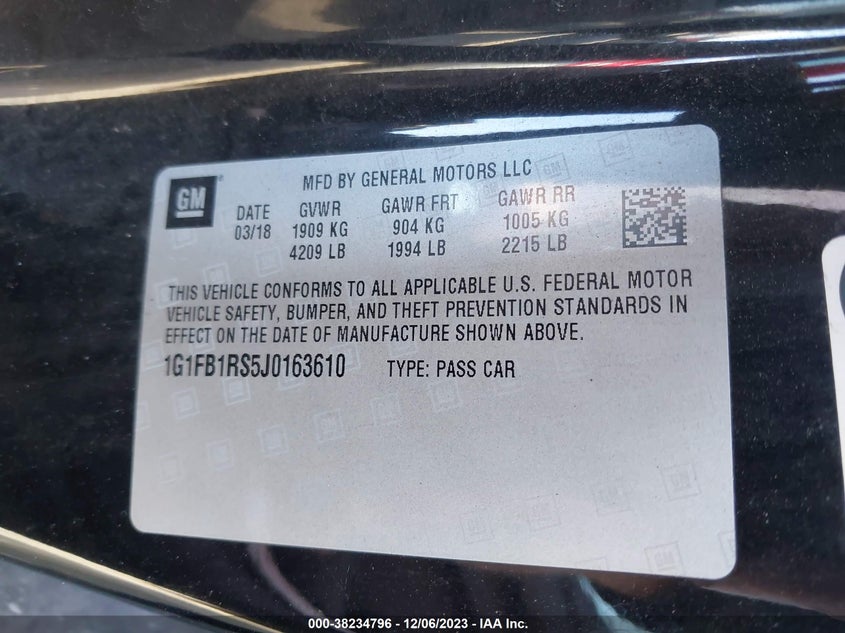 GM
MFD BY GENERAL MOTORS LLC
DATE GVWR GAWR FRT GAWR RR
03/18 1909 KG 904 KG 1005 KG
4209 LB 1994 LB 2215 LB
THIS VEHICLE CONFORMS TO ALL APPLICABLE U.S. FEDERAL MOTOR
VEHICLE SAFETY, BUMPER, AND THEFT PREVENTION STANDARDS IN
EFFECT ON THE DATE OF MANUFACTURE SHOWN ABOVE.
1G1FB1RS5J0163610 TYPE: PASS CAR
000-38234796 - 12/06/2023 - IAA Inc.